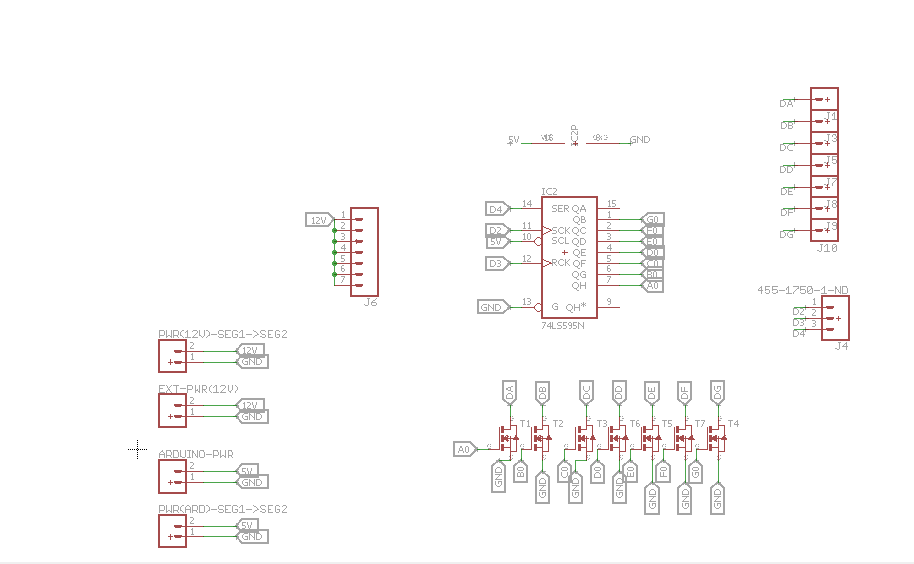 DA
J1
DB
J3
DC
J5
DD
J7
DE
J8
DF
J9
DG
J10
5V
IC2P
GND
IC2
D4 14 SER QA 15
QB 1 G0
D2 11 SCK QC 2 F0
5V 10 SCL QD 3 E0
QE 4 D0
D3 12 RCK QF 5 C0
QG 6 B0
QH 7 A0
GND 13 G QH* 9
74LS595N
12V 1
2
3
4
5
6
7
J6
455-1750-1-ND
D2 1
D3 2
D4 3
J4
PWR(12V)-SEG1->SEG2
2 12V
1 GND
EXT-PWR(12V)
2 12V
1 GND
ARDUINO-PWR
2 5V
1 GND
PWR(ARD)-SEG1->SEG2
2 5V
1 GND
DA DB DC DD DE DF DG
T1 T2 T3 T6 T5 T7 T4
A0 B0 C0 D0 E0 F0 G0
GND GND GND GND GND GND GND